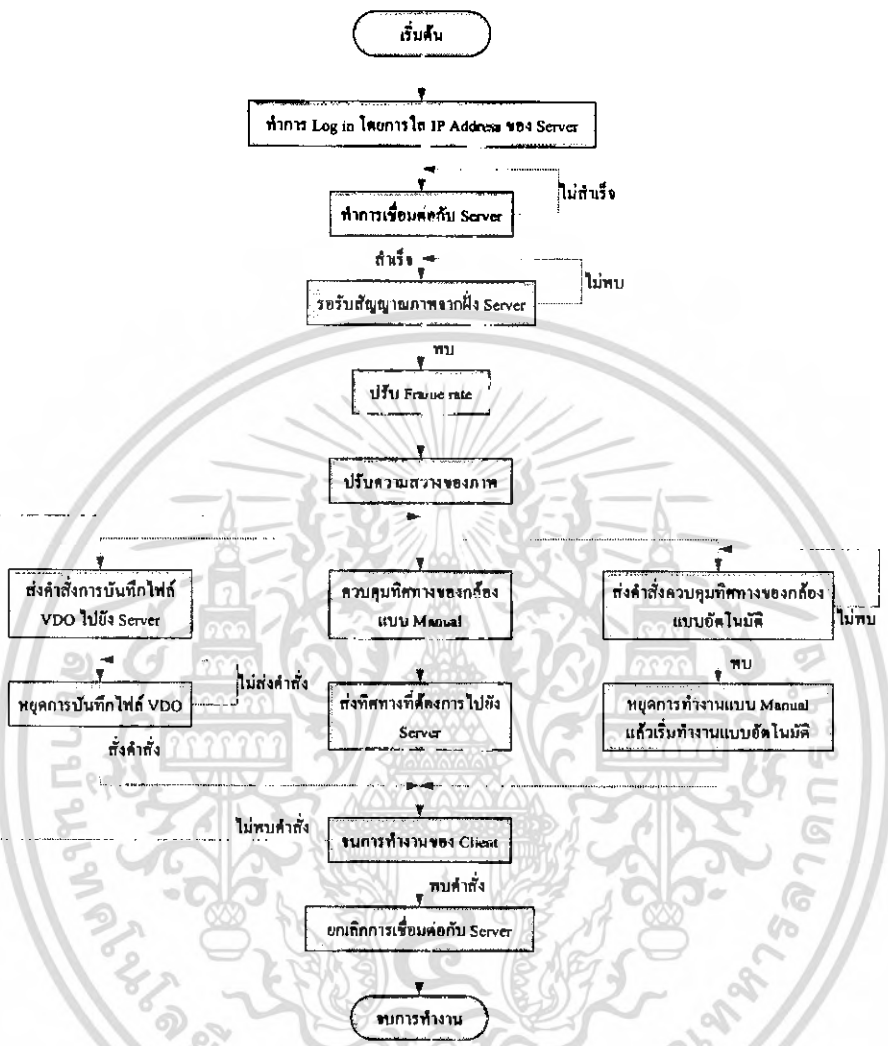 เริ่มต้น
ทำการ Log in โดยการใส่ IP Address ของ Server
ไม่สำเร็จ
ทำการเชื่อมต่อกับ Server
สำเร็จ
ไม่พบ
รอรับสัญญาณภาพจากฝั่ง Server
พบ
ปรับ Frame rate
ปรับความสว่างของภาพ
ส่งคำสั่งการบันทึกไฟล์
VDO ไปยัง Server
ควบคุมทิศทางของกล้อง
แบบ Manual
ส่งคำสั่งควบคุมทิศทางของกล้อง
แบบอัตโนมัติ
ไม่พบ
พบ
ไม่ส่งคำสั่ง
หยุดการบันทึกไฟล์ VDO
ส่งทิศทางที่ต้องการไปยัง
Server
หยุดการทำงานแบบ Manual
แล้วเริ่มทำงานแบบอัตโนมัติ
สั่งคำสั่ง
ไม่พบคำสั่ง
จบการทำงานของ Client
พบคำสั่ง
ยกเลิกการเชื่อมต่อกับ Server
จบการทำงาน